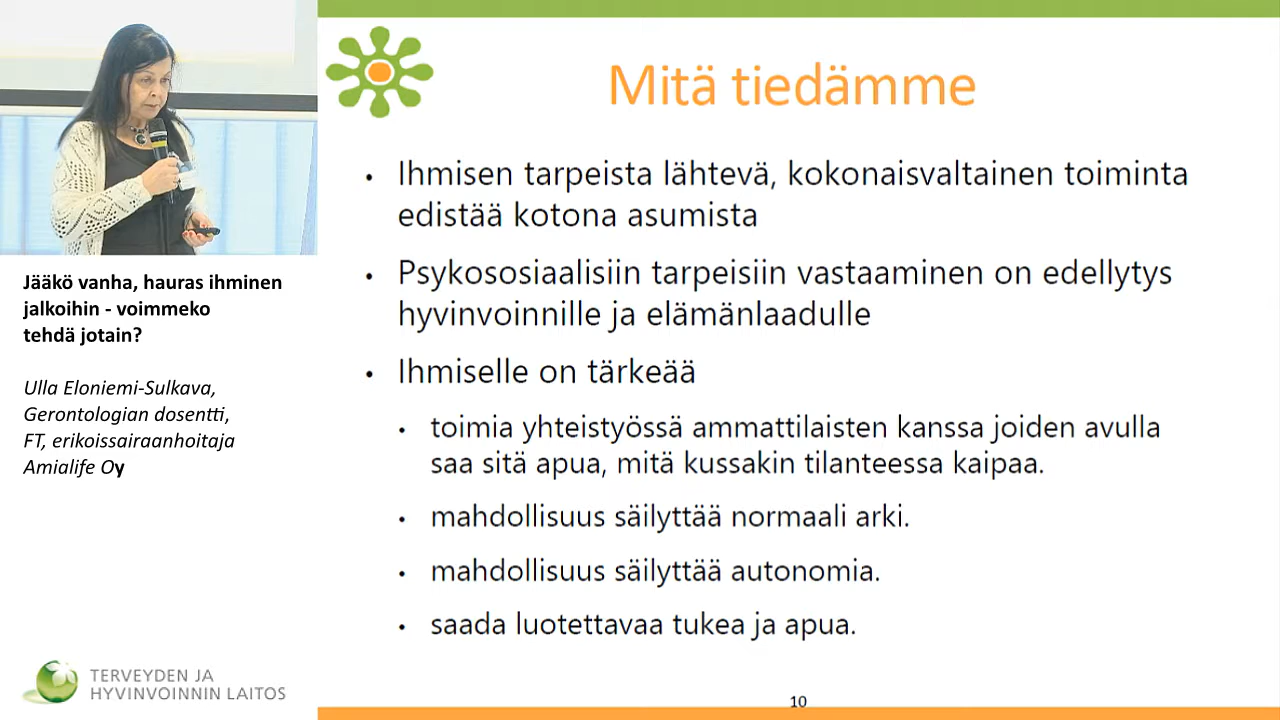 Mitä tiedämme
Ihmisen tarpeista lähtevä, kokonaisvaltainen toiminta
edistää kotona asumista
Psykososiaalisiin tarpeisiin vastaaminen on edellytys
hyvinvoinnille ja elämänlaadulle
Ihmiselle on tärkeää
toimia yhteistyössä ammattilaisten kanssa joiden avulla
saa sitä apua, mitä kussakin tilanteessa kaipaa.
mahdollisuus säilyttää normaali arki.
mahdollisuus säilyttää autonomia.
saada luotettavaa tukea ja apua.
10
Jääkö vanha, hauras ihminen
jalkoihin - voimmeko
tehdä jotain?
Ulla Eloniemi-Sulkava,
Gerontologian dosentti,
FT, erikoissairaanhoitaja
Amialife Oy
TERVEYDEN JA
HYVINVOINNIN LAITOS